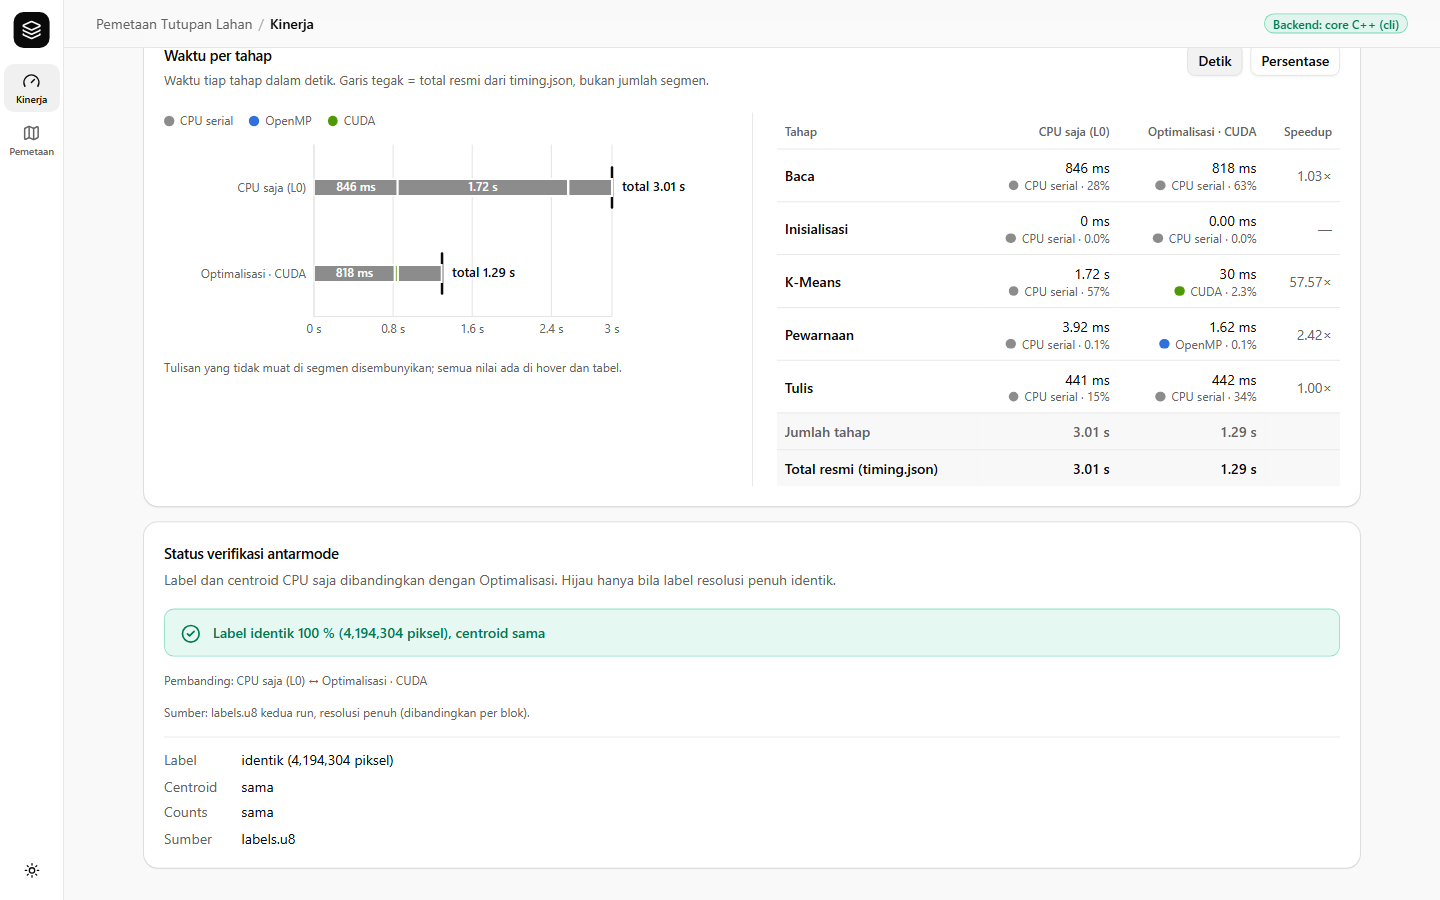 Pemetaan Tutupan Lahan / Kinerja
Backend: core C++ (cli)
Kinerja
Pemetaan
Waktu per tahap
Waktu tiap tahap dalam detik. Garis tegak = total resmi dari timing.json, bukan jumlah segmen.
Detik
Persentase
CPU serial
OpenMP
CUDA
CPU saja (L0)
846 ms
1.72 s
total 3.01 s
Optimalisasi · CUDA
818 ms
total 1.29 s
0 s 0.8 s 1.6 s 2.4 s 3 s
Tulisan yang tidak muat di segmen disembunyikan; semua nilai ada di hover dan tabel.
Tahap CPU saja (L0) Optimalisasi · CUDA Speedup
Baca 846 ms 818 ms 1.03×
CPU serial · 28% CPU serial · 63%
Inisialisasi 0 ms 0.00 ms —
CPU serial · 0.0% CPU serial · 0.0%
K-Means 1.72 s 30 ms 57.57×
CPU serial · 57% CUDA · 2.3%
Pewarnaan 3.92 ms 1.62 ms 2.42×
CPU serial · 0.1% OpenMP · 0.1%
Tulis 441 ms 442 ms 1.00×
CPU serial · 15% CPU serial · 34%
Jumlah tahap 3.01 s 1.29 s
Total resmi (timing.json) 3.01 s 1.29 s
Status verifikasi antarmode
Label dan centroid CPU saja dibandingkan dengan Optimalisasi. Hijau hanya bila label resolusi penuh identik.
Label identik 100 % (4,194,304 piksel), centroid sama
Pembanding: CPU saja (L0) ↔ Optimalisasi · CUDA
Sumber: labels.u8 kedua run, resolusi penuh (dibandingkan per blok).
Label identik (4,194,304 piksel)
Centroid sama
Counts sama
Sumber labels.u8